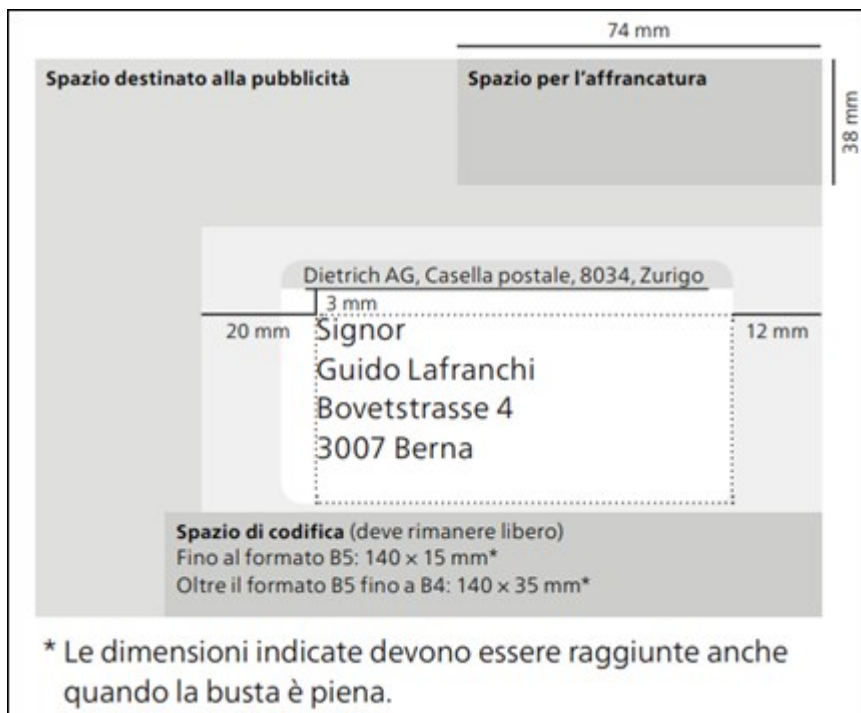 74 mm
Spazio destinato alla pubblicità
Spazio per l'affrancatura
38 mm
Dietrich AG, Casella postale, 8034, Zurigo
3 mm
20 mm
12 mm
Signor
Guido Lafranchi
Bovetstrasse 4
3007 Berna
Spazio di codifica (deve rimanere libero)
Fino al formato B5: 140 × 15 mm*
Oltre il formato B5 fino a B4: 140 × 35 mm*
* Le dimensioni indicate devono essere raggiunte anche
quando la busta è piena.